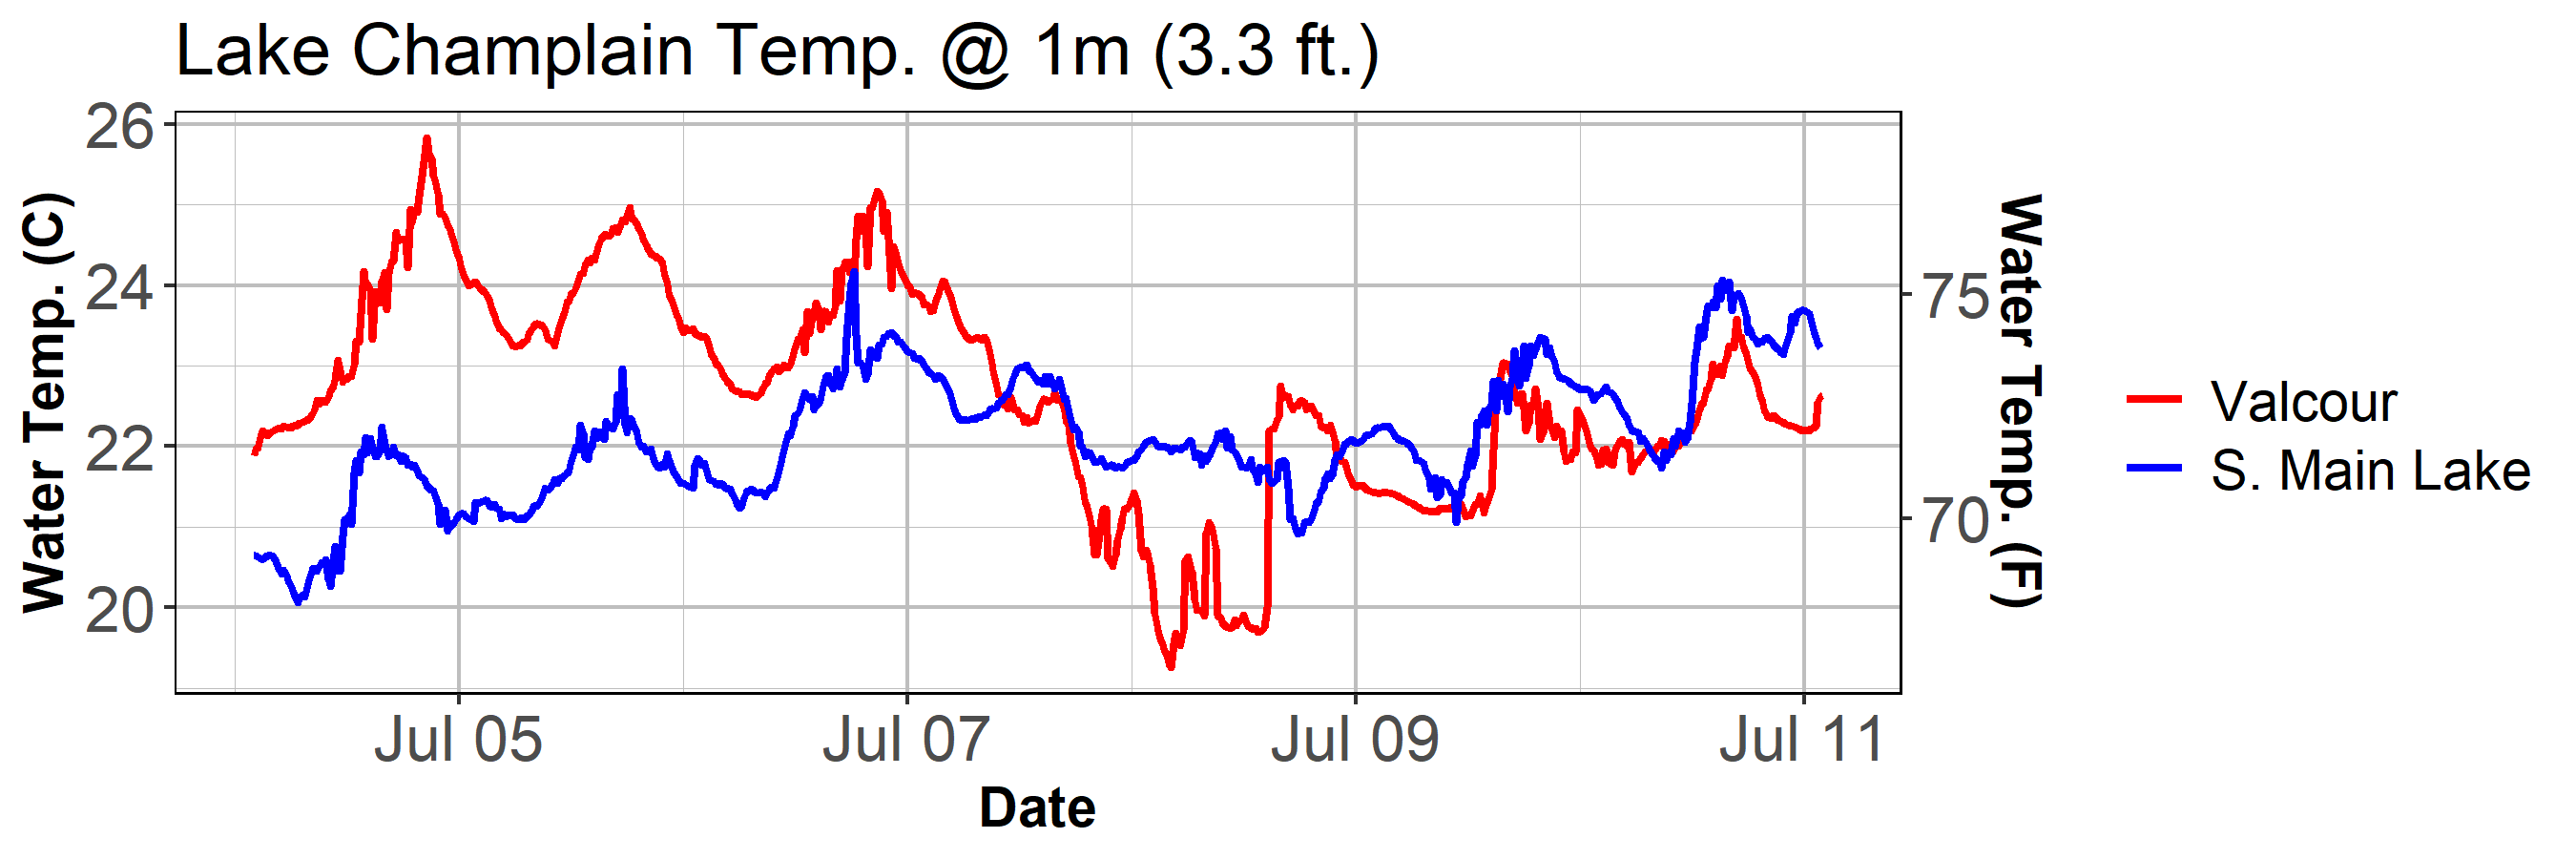 Lake Champlain Temp. @ 1m (3.3 ft.)
Water Temp. (C)
26
24
22
20
75
70
Water Temp. (F)
Jul 05
Jul 07
Jul 09
Jul 11
Date
Valcour
S. Main Lake